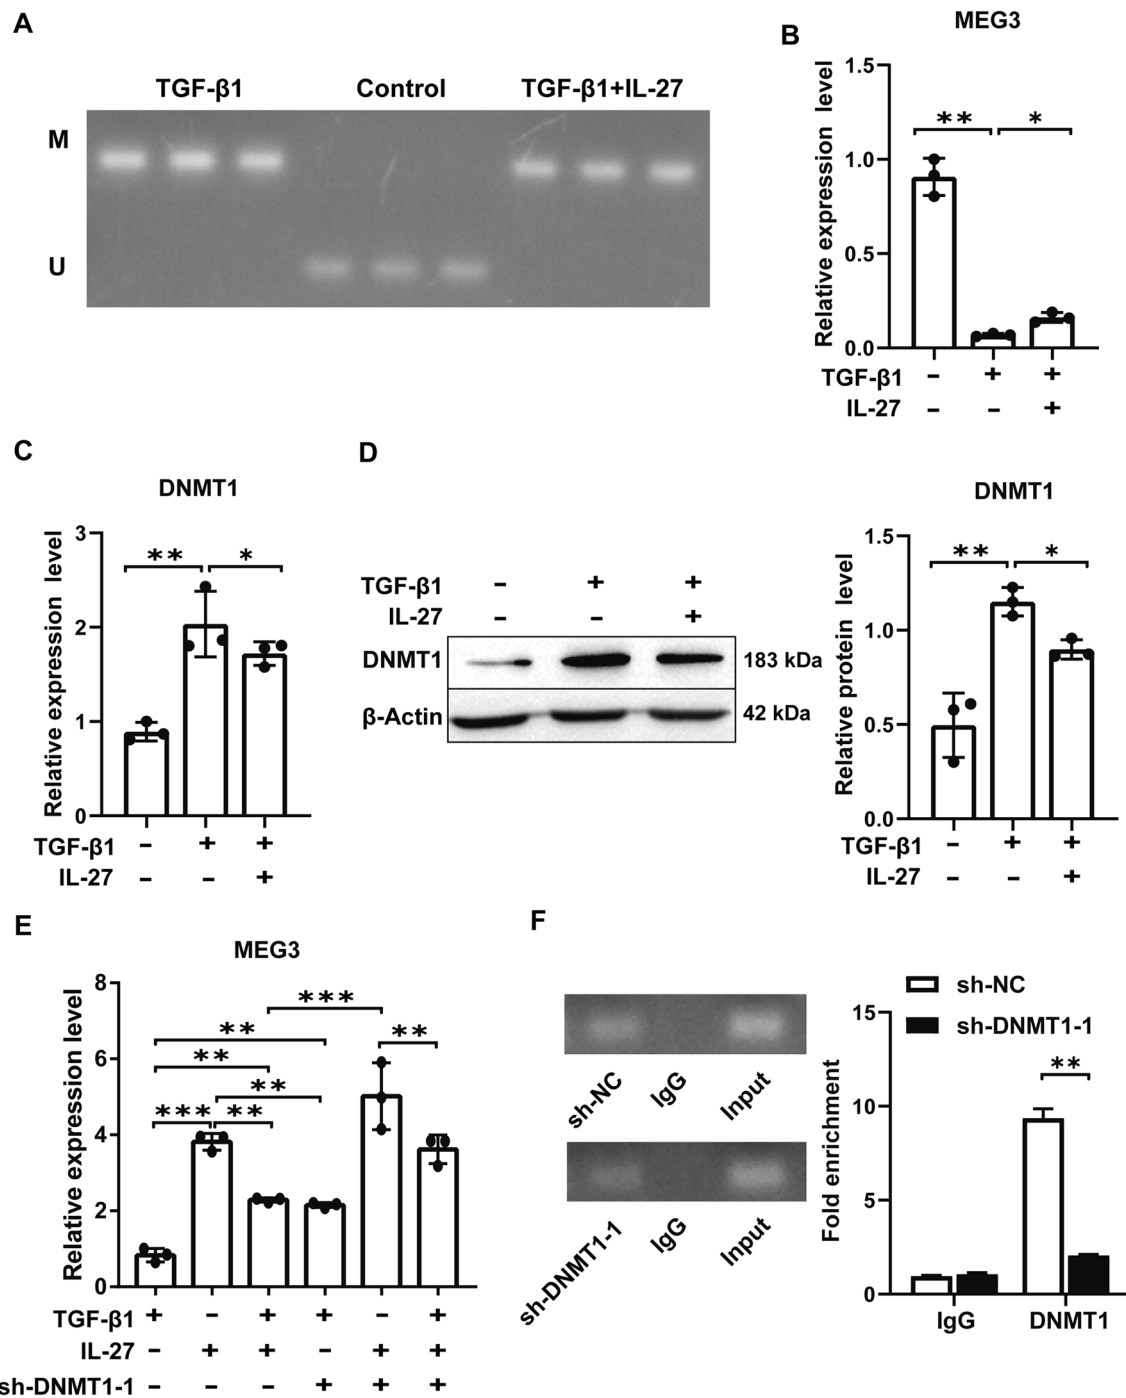 A
TGF-β1 Control TGF-β1+IL-27
M
U
B
MEG3
Relative expression level
1.5
1.0
0.5
0.0
** *
TGF-β1 − + +
IL-27 − − +
C
DNMT1
Relative expression level
3
2
1
0
** *
TGF-β1 − + +
IL-27 − − +
D
TGF-β1 − + +
IL-27 − − +
DNMT1 183 kDa
β-Actin 42 kDa
DNMT1
Relative protein level
1.5
1.0
0.5
0.0
** *
TGF-β1 − + +
IL-27 − − +
E
MEG3
Relative expression level
8
6
4
2
0
***
**
**
**
**
*** **
TGF-β1 + − + + − +
IL-27 − + + − + +
sh-DNMT1-1 − − − + + +
F
sh-NC IgG Input
sh-DNMT1-1 IgG Input
sh-NC
sh-DNMT1-1
Fold enrichment
15
10
5
0
**
IgG DNMT1